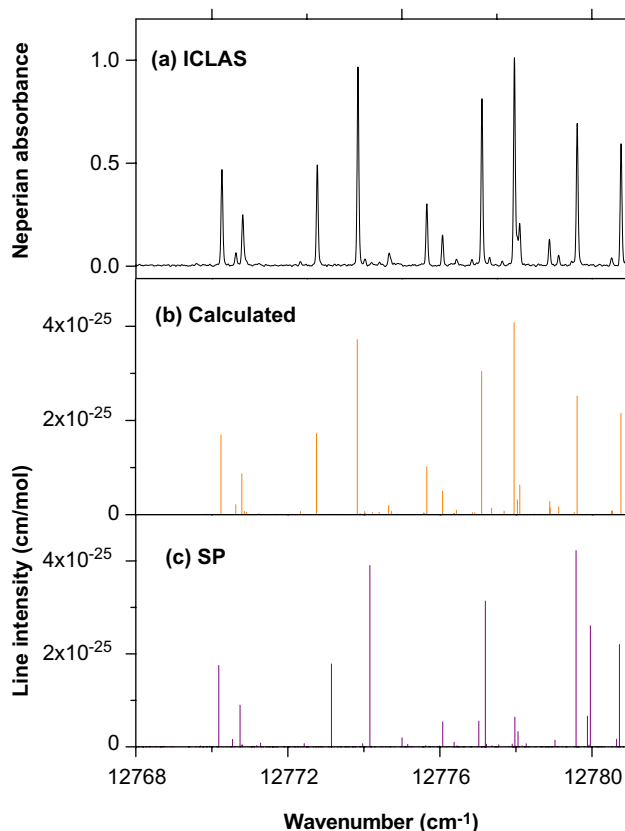 (a) ICLAS
Neperian absorbance
1.0
0.5
0.0
(b) Calculated
4x10-25
2x10-25
0
(c) SP
Line intensity (cm/mol)
4x10-25
2x10-25
0
12768 12772 12776 12780
Wavenumber (cm-1)